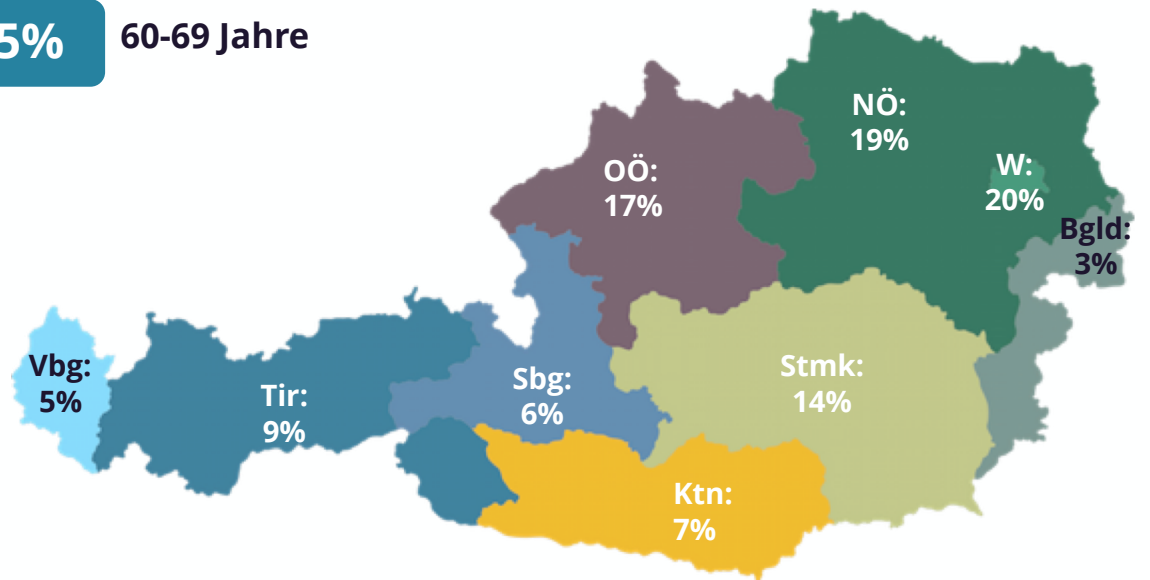 5% 60-69 Jahre
NÖ:
19%
OÖ:
17%
W:
20%
Bgld:
3%
Vbg:
5%
Tir:
9%
Sbg:
6%
Stmk:
14%
Ktn:
7%